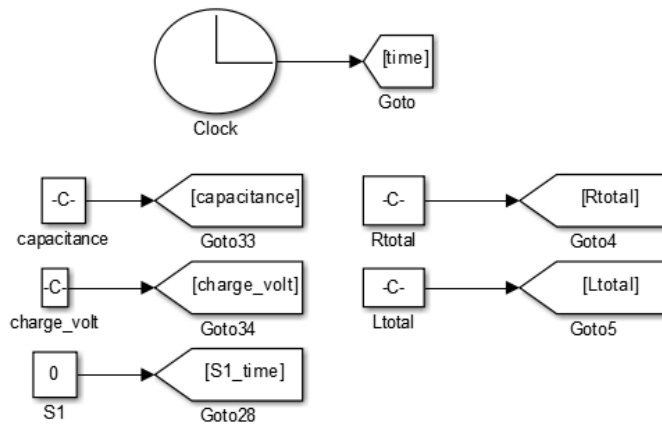 [time]
Goto
Clock
-C-
[capacitance]
capacitance
Goto33
-C-
[Rtotal]
Rtotal
Goto4
-C-
[charge_volt]
charge_volt
Goto34
-C-
[Ltotal]
Ltotal
Goto5
0
[S1_time]
S1
Goto28